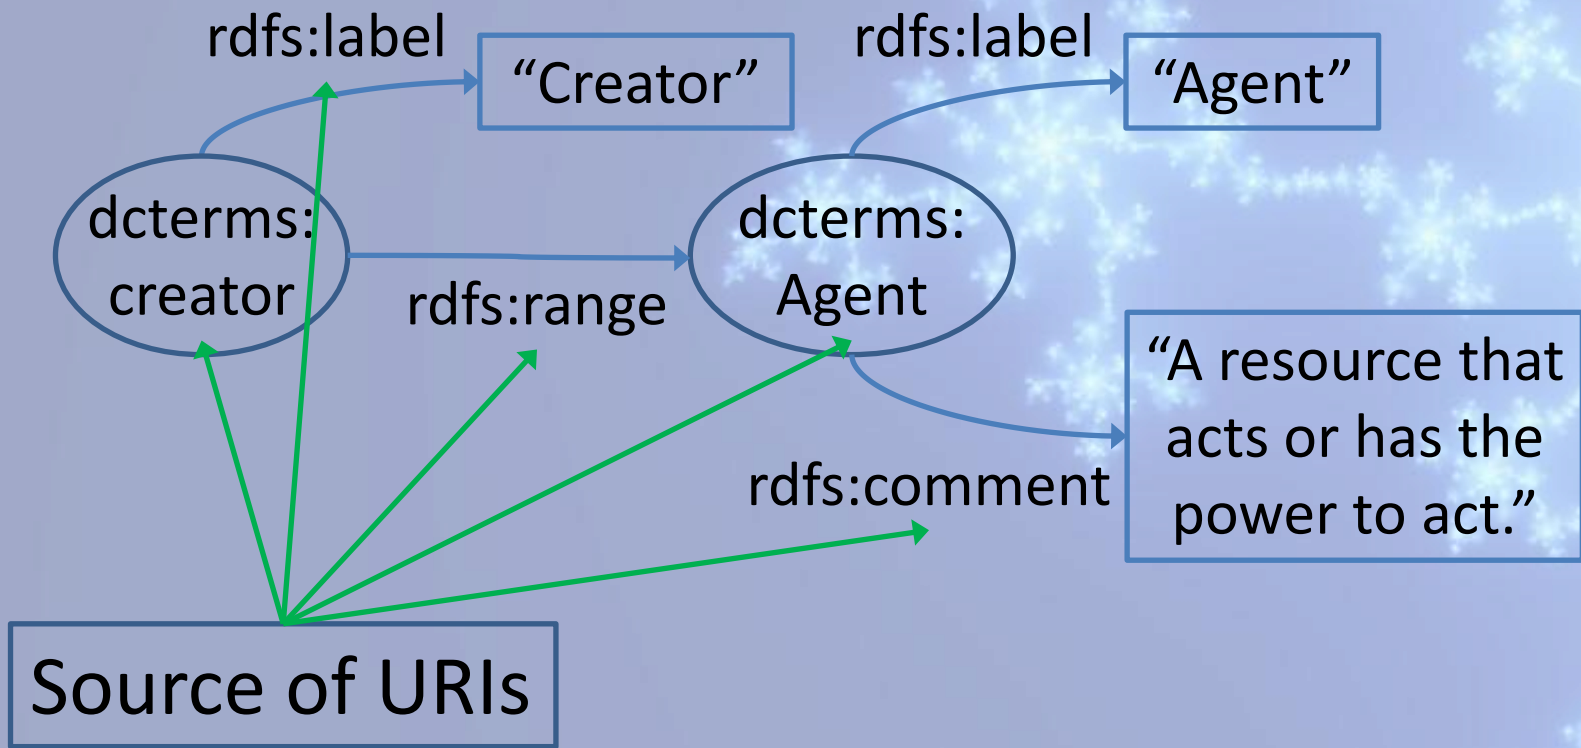 rdfs:label
“Creator”
rdfs:label
“Agent”
dcterms:
creator
rdfs:range
dcterms:
Agent
rdfs:comment
“A resource that
acts or has the
power to act.”
Source of URIs